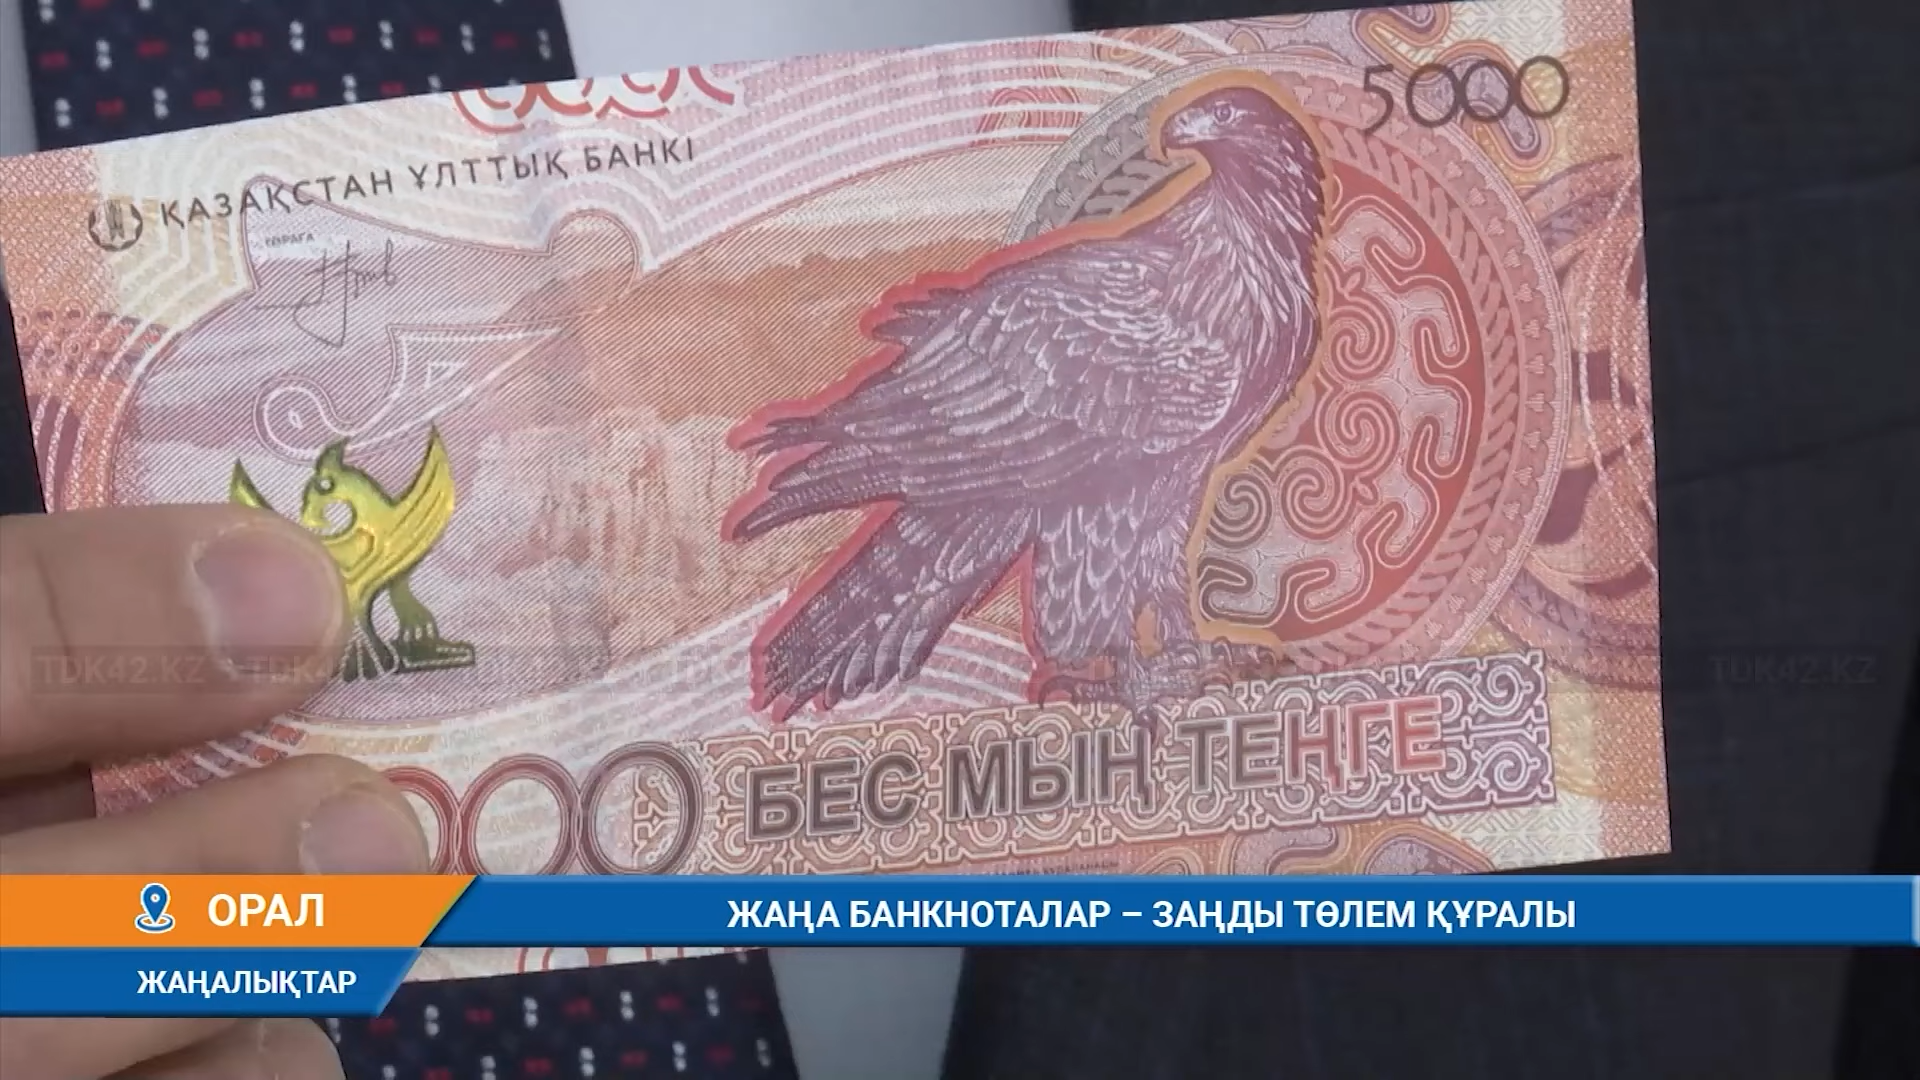 5000
ҚАЗАҚСТАН ҰЛТТЫҚ БАНКІ
ТӨРАҒА
TDK42.KZ TDK42.KZ
000 БЕС МЫҢ ТЕҢГЕ
ОРАЛ
ЖАҢА БАНКНОТАЛАР – ЗАҢДЫ ТӨЛЕМ ҚҰРАЛЫ
ЖАҢАЛЫҚТАР